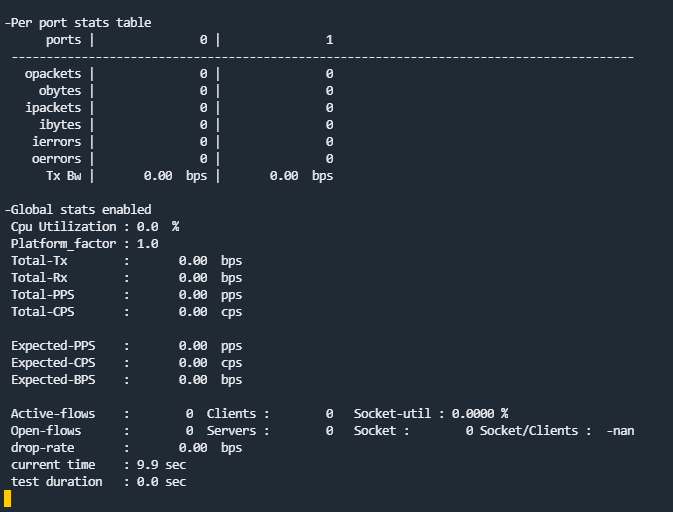 -Per port stats table
      ports |               0 |               1
 -----------------------------------------------------------------------------------------
   opackets |               0 |               0
     obytes |               0 |               0
   ipackets |               0 |               0
     ibytes |               0 |               0
    ierrors |               0 |               0
    oerrors |               0 |               0
      Tx Bw |       0.00  bps |       0.00  bps

-Global stats enabled
 Cpu Utilization : 0.0  %
 Platform_factor : 1.0
 Total-Tx        :       0.00  bps
 Total-Rx        :       0.00  bps
 Total-PPS       :       0.00  pps
 Total-CPS       :       0.00  cps

 Expected-PPS    :       0.00  pps
 Expected-CPS    :       0.00  cps
 Expected-BPS    :       0.00  bps

 Active-flows    :        0  Clients :        0   Socket-util : 0.0000 %
 Open-flows      :        0  Servers :        0   Socket :        0 Socket/Clients :  -nan
 drop-rate       :       0.00  bps
 current time    : 9.9 sec
 test duration   : 0.0 sec